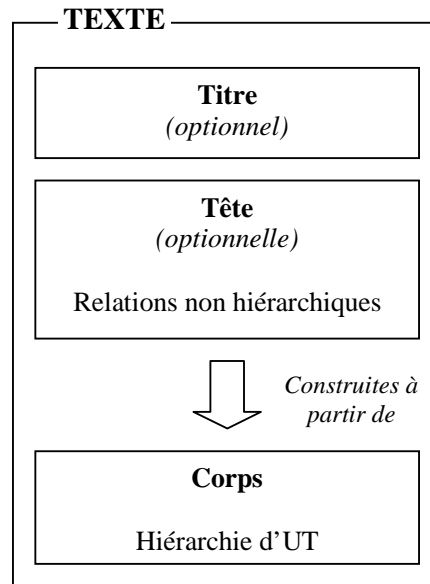 TEXTE
Titre
(optionnel)
Tête
(optionnelle)
Relations non hiérarchiques
Construites à
partir de
Corps
Hiérarchie d’UT